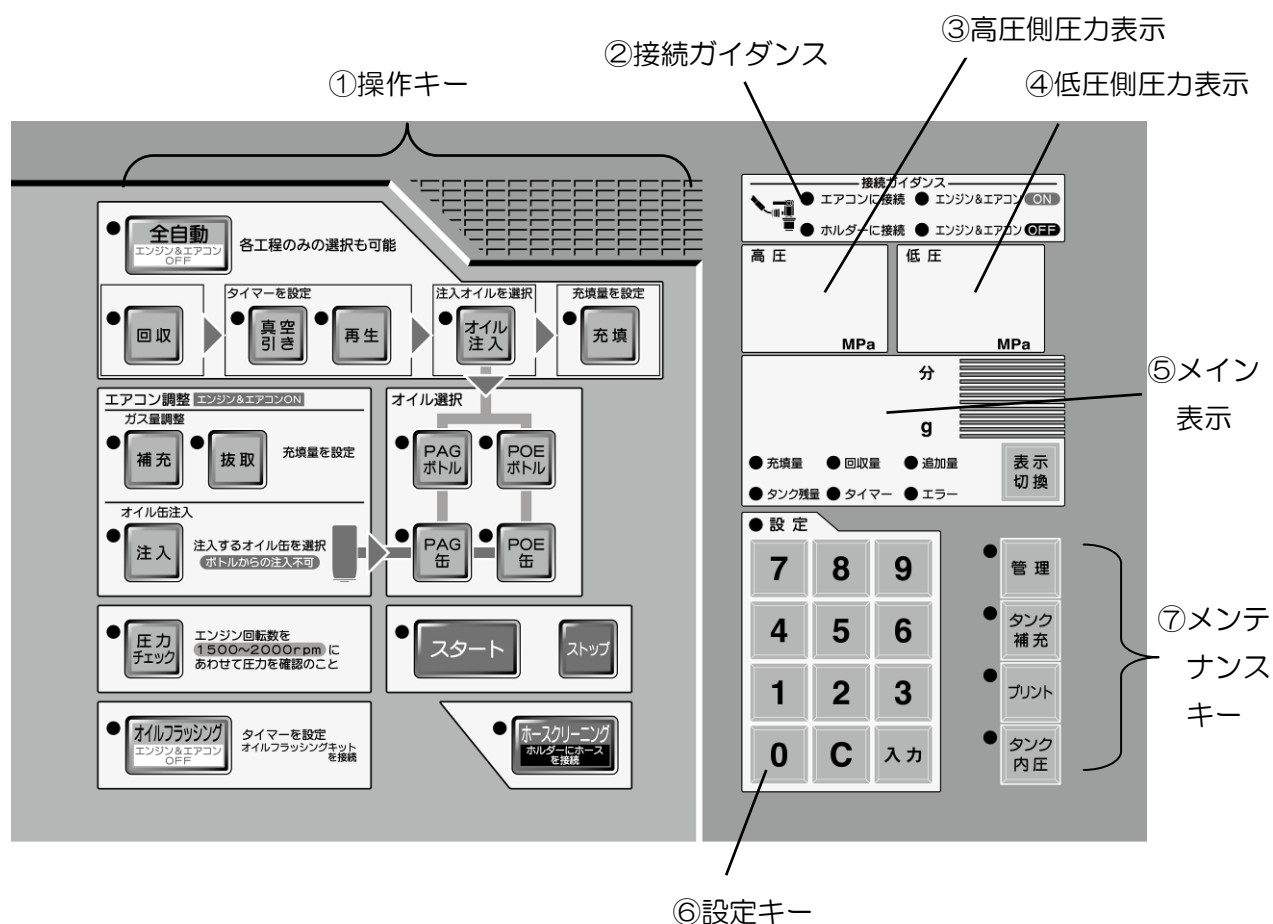 ③高圧側圧力表示
②接続ガイダンス
④低圧側圧力表示
①操作キー
接続ガイダンス
エアコンに接続 エンジン&エアコン ON
ホルダーに接続 エンジン&エアコン OFF
全自動
エンジン&エアコン
OFF
各工程のみの選択も可能
高圧
低圧
MPa
MPa
タイマーを設定
注入オイルを選択
充填量を設定
回収
真空
引き
再生
オイル
注入
充填
分
g
⑤メイン
表示
充填量 回収量 追加量
タンク残量 タイマー エラー
表示
切換
エアコン調整 エンジン&エアコンON
ガス量調整
補充
抜取
充填量を設定
オイル缶注入
注入
注入するオイル缶を選択
ボトルからの注入不可
オイル選択
PAG
ボトル
POE
ボトル
PAG
缶
POE
缶
設定
7 8 9
4 5 6
1 2 3
0 C 入力
管理
タンク
補充
プリント
タンク
内圧
⑦メンテ
ナンス
キー
圧力
チェック
エンジン回転数を
1500~2000rpm に
あわせて圧力を確認のこと
スタート
ストップ
オイルフラッシング
エンジン&エアコン
OFF
タイマーを設定
オイルフラッシングキット
を接続
ホースクリーニング
ホルダーにホース
を接続
⑥設定キー